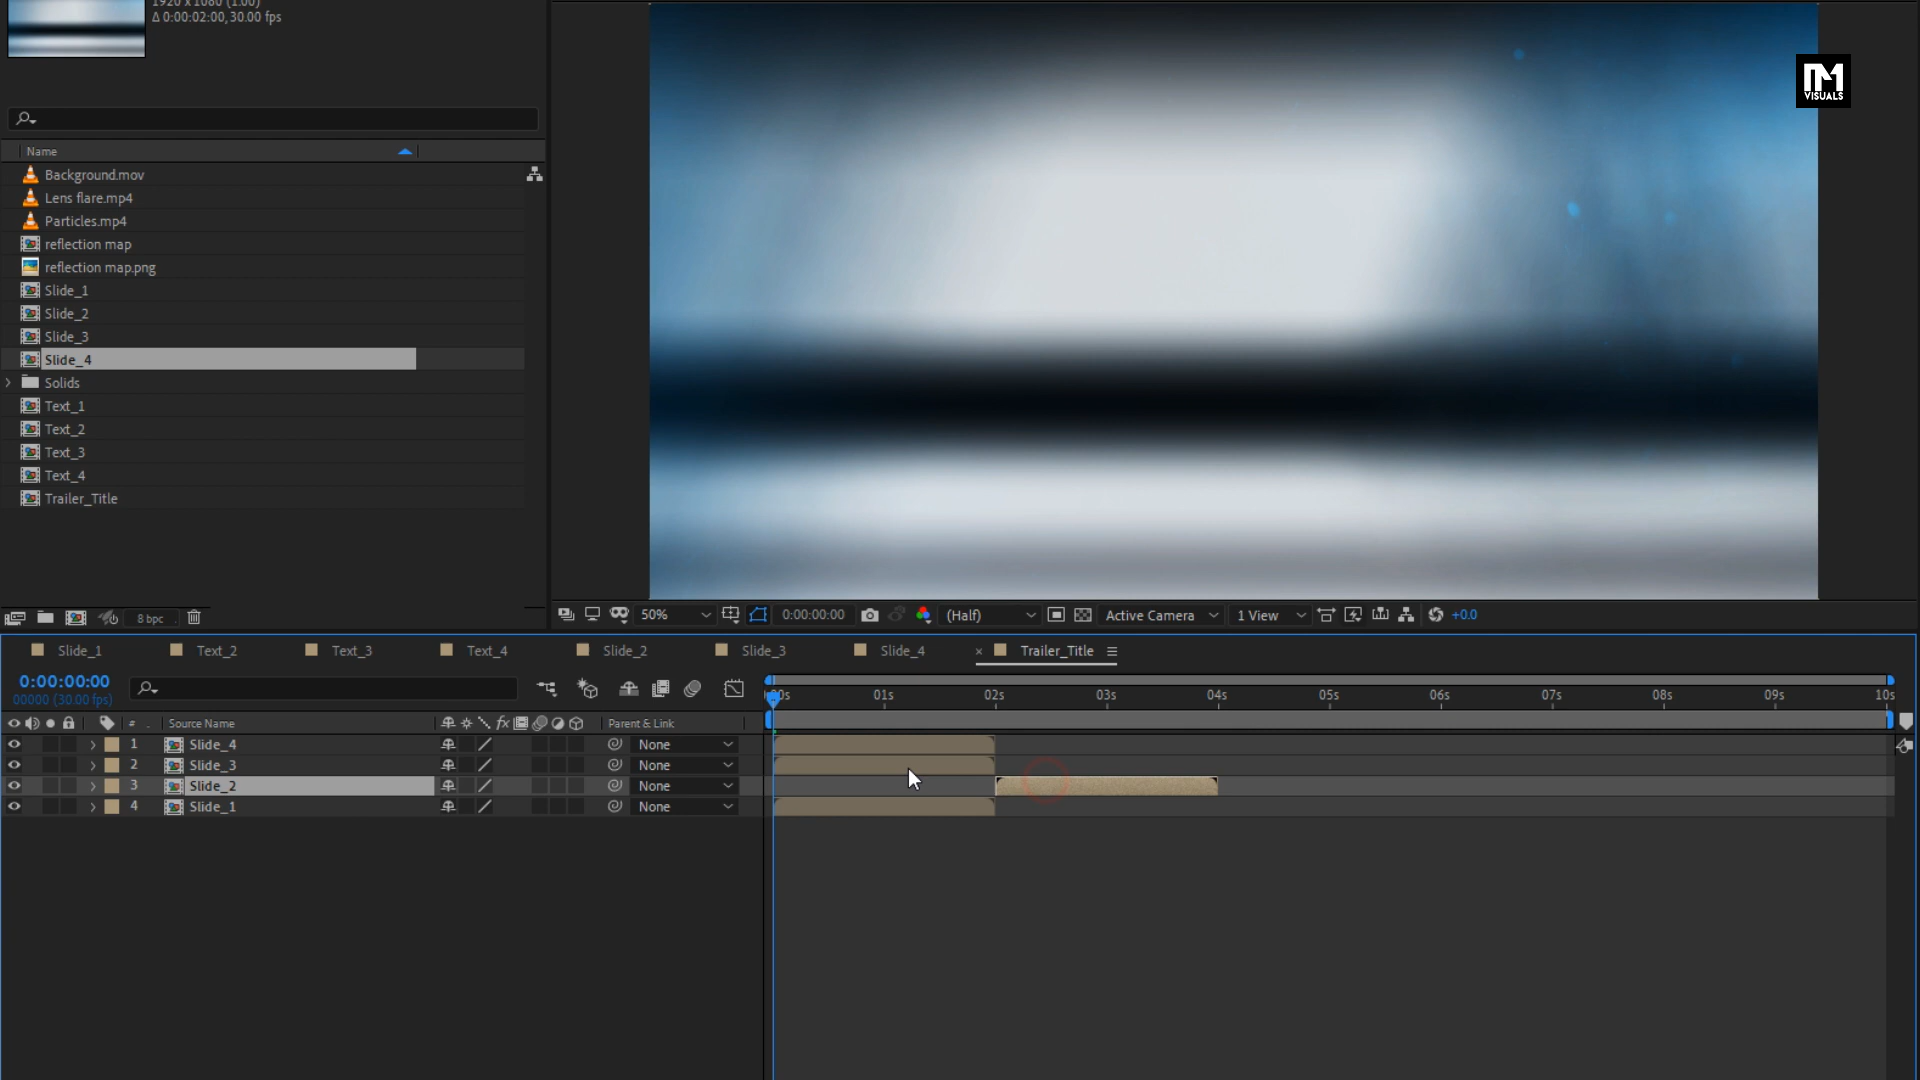 1920 x 1080 (1.00)
Δ 0:00:02:00, 30.00 fps
Name
Background.mov
Lens flare.mp4
Particles.mp4
reflection map
reflection map.png
Slide_1
Slide_2
Slide_3
Slide_4
Solids
Text_1
Text_2
Text_3
Text_4
Trailer_Title
8 bpc
VISUALS
50%
0:00:00:00
(Half)
Active Camera
1 View
+0.0
Slide_1
Text_2
Text_3
Text_4
Slide_2
Slide_3
Slide_4
Trailer_Title
0:00:00:00
00000 (30.00 fps)
01s 02s 03s 04s 05s 06s 07s 08s 09s 10s
# Source Name fx Parent & Link
1 Slide_4 None
2 Slide_3 None
3 Slide_2 None
4 Slide_1 None